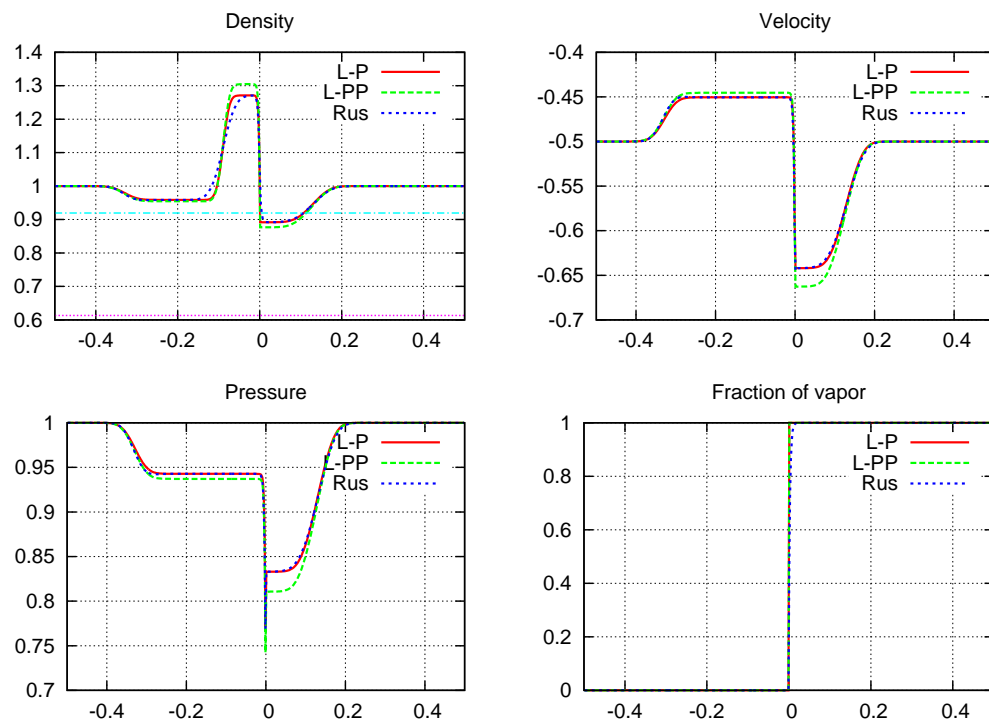 Density
1.4
1.3
1.2
1.1
1
0.9
0.8
0.7
0.6
-0.4 -0.2 0 0.2 0.4
L-P
L-PP
Rus
Velocity
-0.4
-0.45
-0.5
-0.55
-0.6
-0.65
-0.7
-0.4 -0.2 0 0.2 0.4
L-P
L-PP
Rus
Pressure
1
0.95
0.9
0.85
0.8
0.75
0.7
-0.4 -0.2 0 0.2 0.4
L-P
L-PP
Rus
Fraction of vapor
1
0.8
0.6
0.4
0.2
0
-0.4 -0.2 0 0.2 0.4
L-P
L-PP
Rus